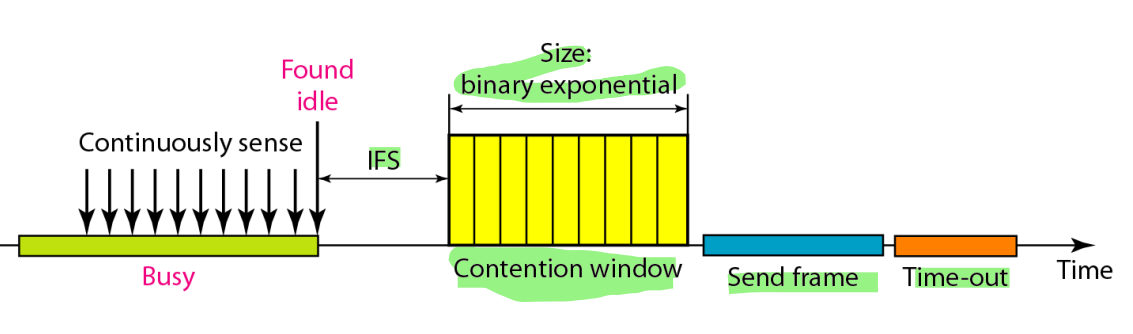 Size:
binary exponential
Found
idle
Continuously sense
IFS
Busy
Contention window
Send frame
Time-out
Time